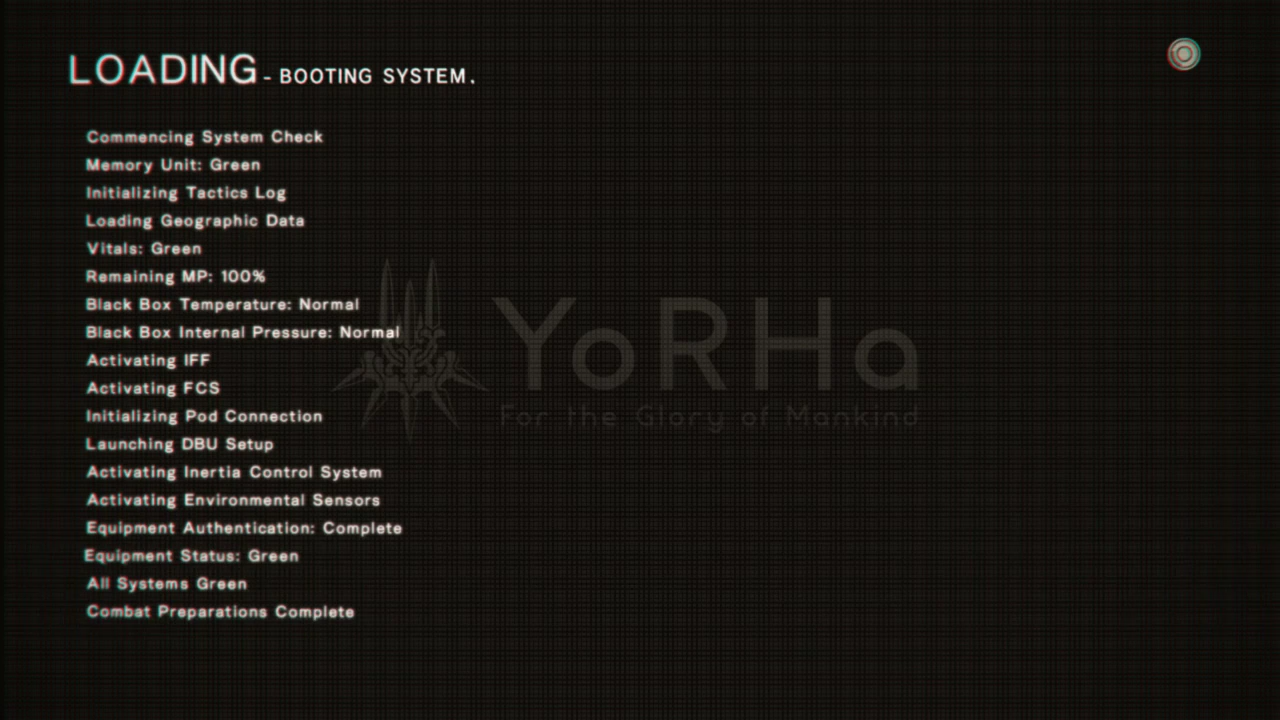 LOADING - BOOTING SYSTEM.
Commencing System Check
Memory Unit: Green
Initializing Tactics Log
Loading Geographic Data
Vitals: Green
Remaining MP: 100%
Black Box Temperature: Normal
Black Box Internal Pressure: Normal
Activating IFF
Activating FCS
Initializing Pod Connection
Launching DBU Setup
Activating Inertia Control System
Activating Environmental Sensors
Equipment Authentication: Complete
Equipment Status: Green
All Systems Green
Combat Preparations Complete
YoRHa
For the Glory of Mankind